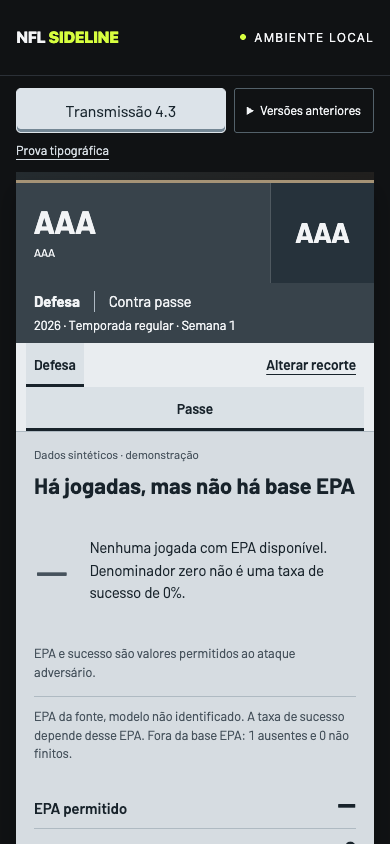 NFL SIDELINE
AMBIENTE LOCAL
Transmissão 4.3
Versões anteriores
Prova tipográfica
AAA
AAA
AAA
Defesa
Contra passe
2026 · Temporada regular · Semana 1
Defesa
Alterar recorte
Passe
Dados sintéticos · demonstração
Há jogadas, mas não há base EPA
—
Nenhuma jogada com EPA disponível.
Denominador zero não é uma taxa de
sucesso de 0%.
EPA e sucesso são valores permitidos ao ataque
adversário.
EPA da fonte, modelo não identificado. A taxa de sucesso
depende desse EPA. Fora da base EPA: 1 ausentes e 0 não
finitos.
EPA permitido
—